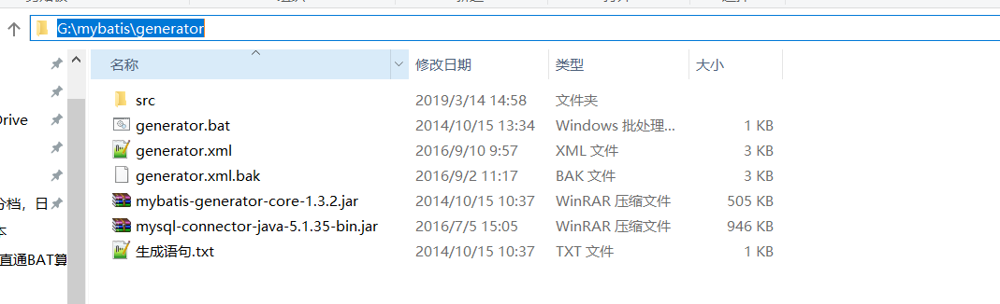 G:\mybatis\generator
名称 修改日期 类型 大小
src 2019/3/14 14:58 文件夹
Drive
generator.bat 2014/10/15 13:34 Windows 批处理... 1 KB
generator.xml 2016/9/10 9:57 XML 文件 3 KB
generator.xml.bak 2016/9/2 11:17 BAK 文件 3 KB
分档，日
mybatis-generator-core-1.3.2.jar 2014/10/15 10:37 WinRAR 压缩文件 505 KB
本
mysql-connector-java-5.1.35-bin.jar 2016/7/5 15:05 WinRAR 压缩文件 946 KB
直通BAT算
生成语句.txt 2014/10/15 10:37 TXT 文件 1 KB